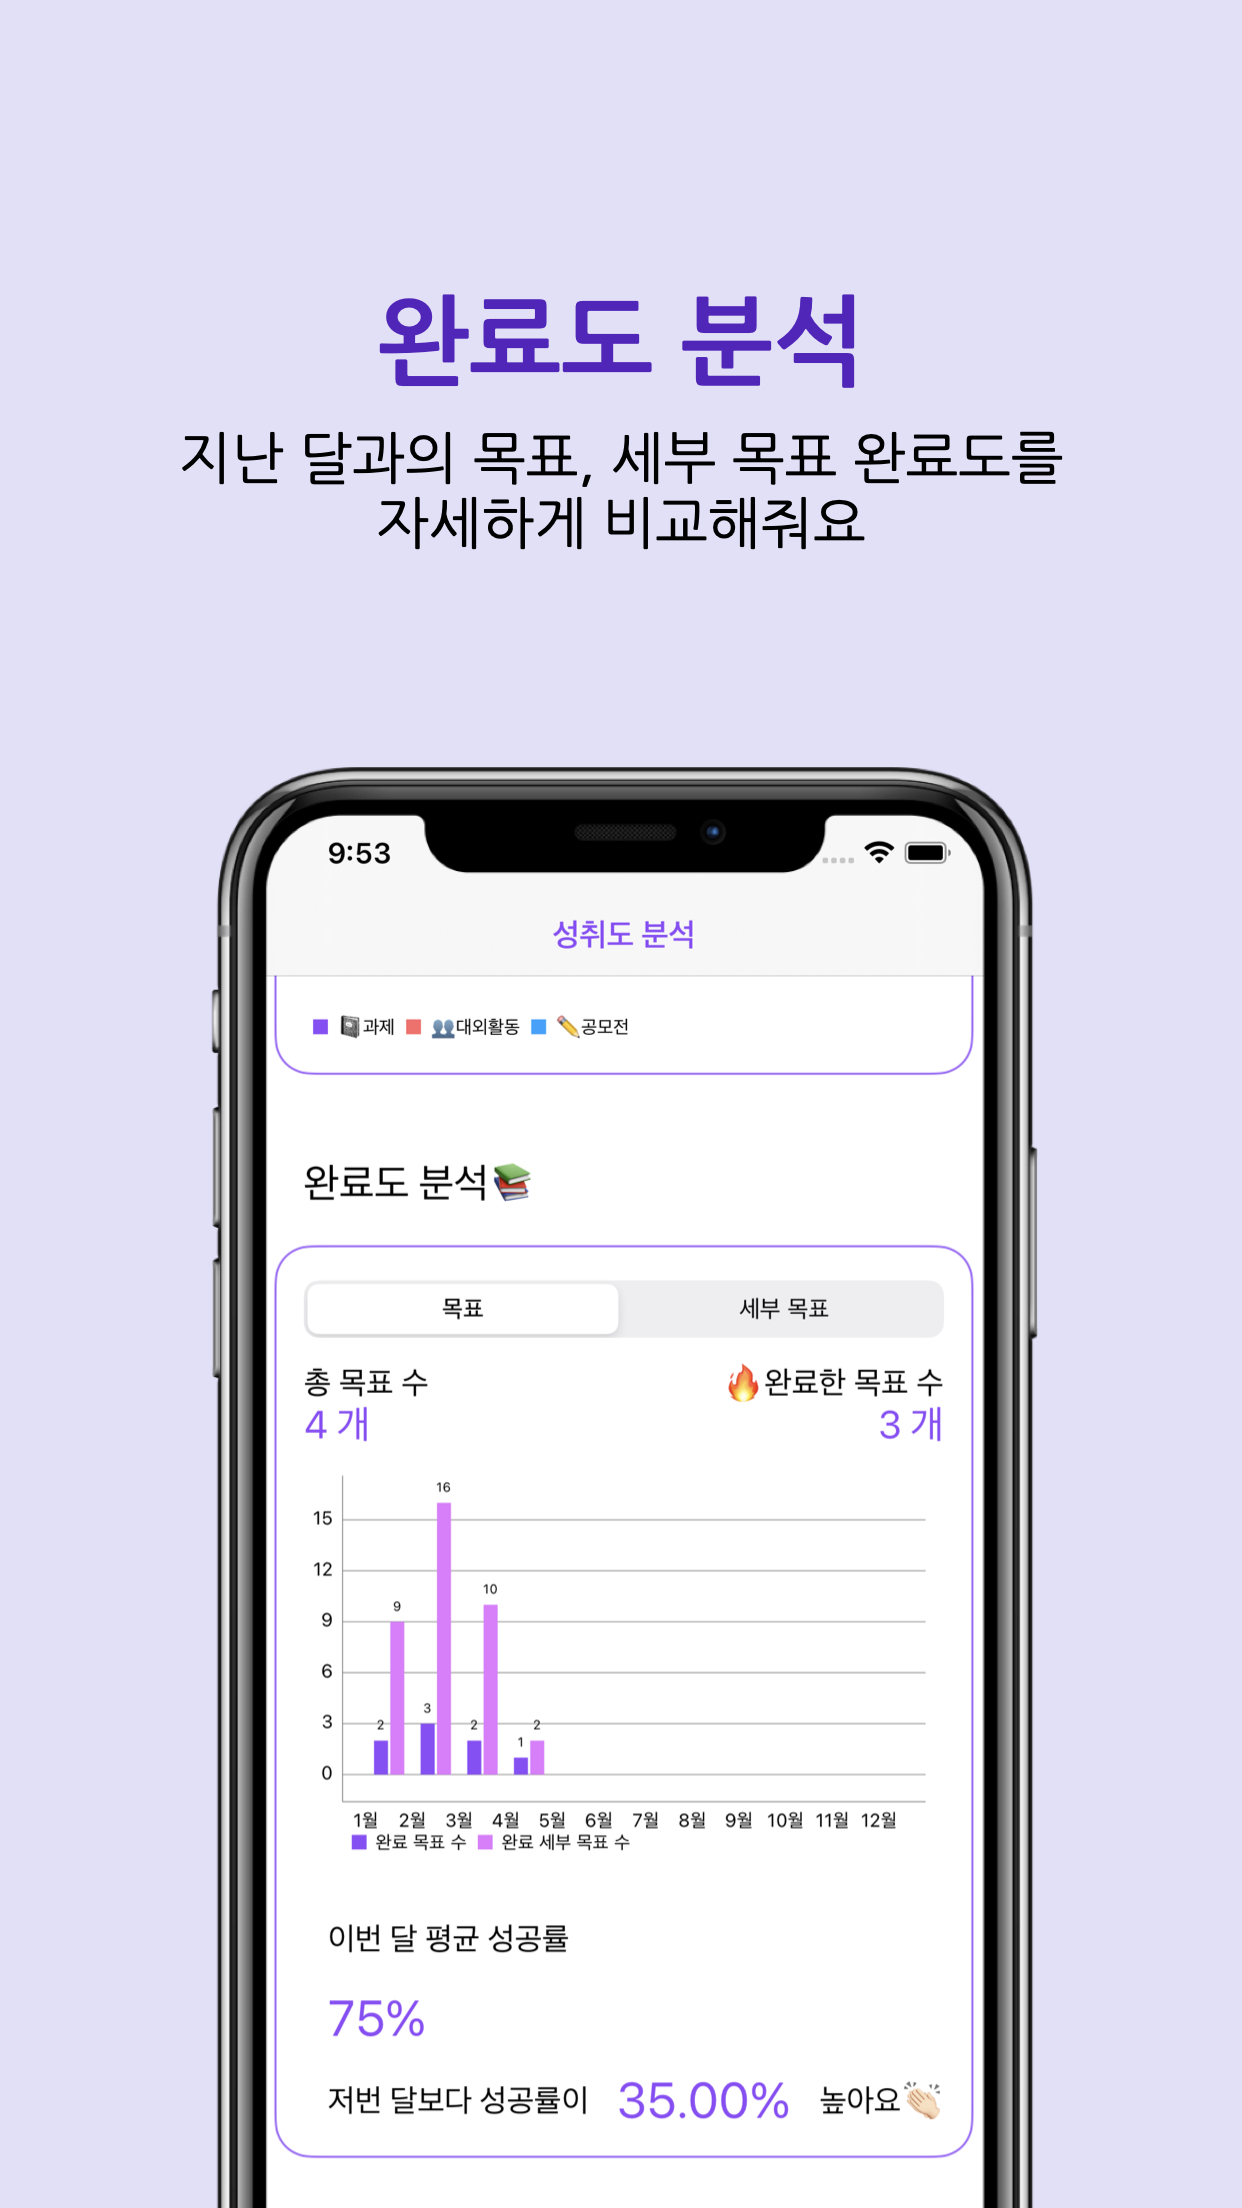 완료도 분석
지난 달과의 목표, 세부 목표 완료도를
자세하게 비교해줘요
9:53
성취도 분석
과제 대외활동 공모전
완료도 분석
목표 세부 목표
총 목표 수 완료한 목표 수
4 개 3 개
16
15
12
10
9 9
6
3 3
2 2 2
1
0
1월 2월 3월 4월 5월 6월 7월 8월 9월 10월 11월 12월
완료 목표 수 완료 세부 목표 수
이번 달 평균 성공률
75%
저번 달보다 성공률이 35.00% 높아요